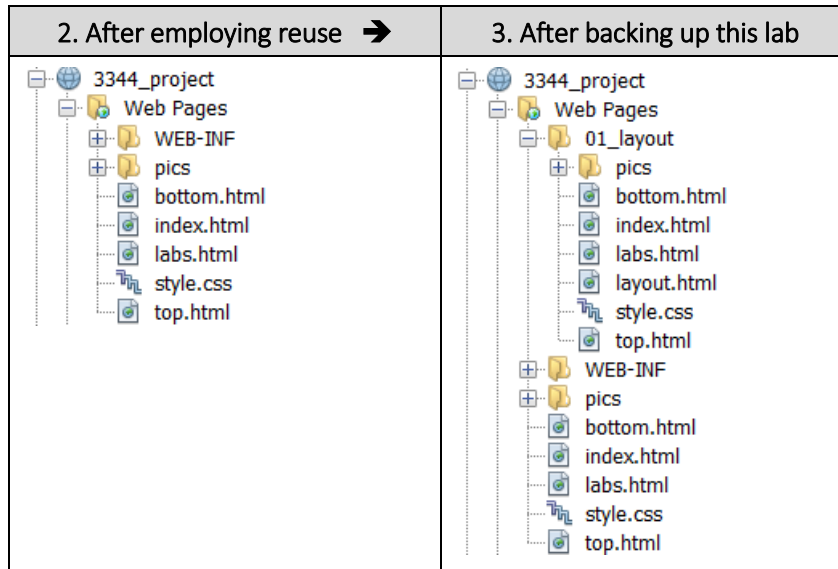 2. After employing reuse ➔
3344_project
Web Pages
WEB-INF
pics
bottom.html
index.html
labs.html
style.css
top.html
3. After backing up this lab
3344_project
Web Pages
01_layout
pics
bottom.html
index.html
labs.html
layout.html
style.css
top.html
WEB-INF
pics
bottom.html
index.html
labs.html
style.css
top.html